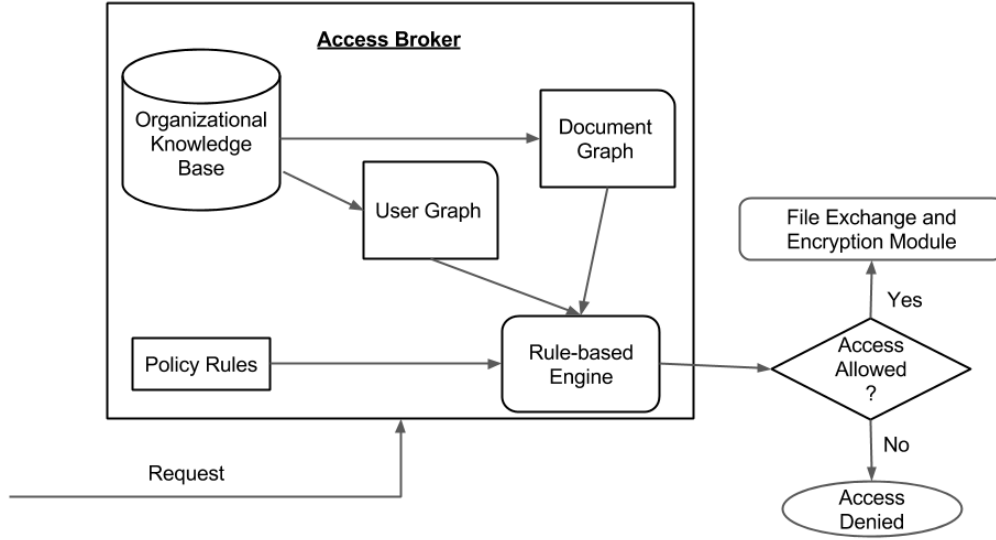 Access Broker
Organizational
Knowledge
Base
Document
Graph
User Graph
File Exchange and
Encryption Module
Yes
Policy Rules
Rule-based
Engine
Access
Allowed
?
No
Request
Access
Denied